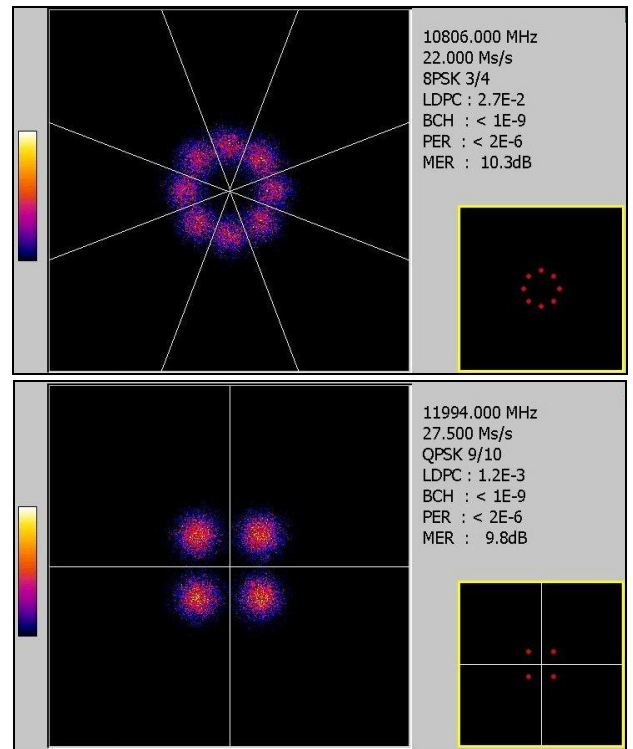 10806.000 MHz
22.000 Ms/s
8PSK 3/4
LDPC : 2.7E-2
BCH : < 1E-9
PER : < 2E-6
MER : 10.3dB
11994.000 MHz
27.500 Ms/s
QPSK 9/10
LDPC : 1.2E-3
BCH : < 1E-9
PER : < 2E-6
MER : 9.8dB